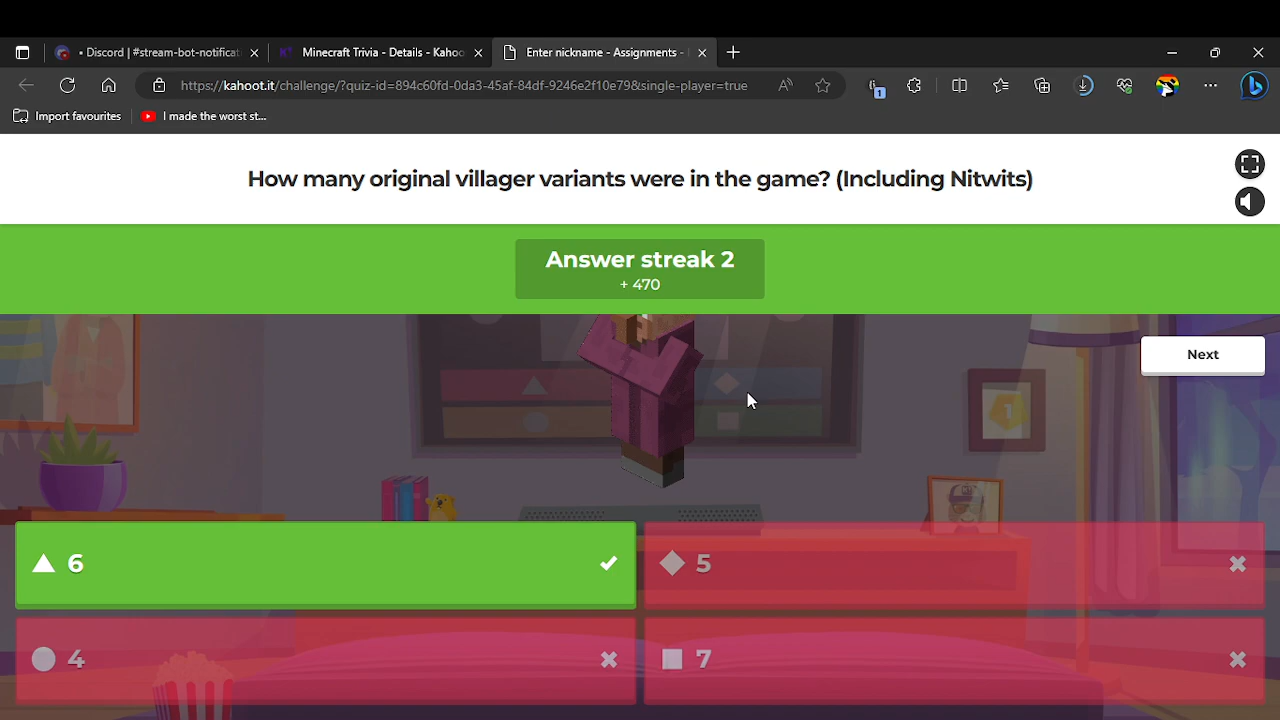 • Discord | #stream-bot-notificat
Minecraft Trivia - Details - Kahoo
Enter nickname - Assignments -
https://kahoot.it/challenge/?quiz-id=894c60fd-0da3-45af-84df-9246e2f10e79&single-player=true
1
Import favourites
I made the worst st...
How many original villager variants were in the game? (Including Nitwits)
Answer streak 2
+ 470
Next
1
6
5
4
7